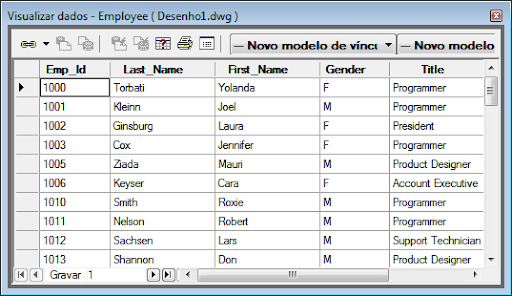 Visualizar dados - Employee ( Desenho1.dwg )
— Novo modelo de víncu — Novo modelo
Emp_Id Last_Name First_Name Gender Title
1000 Torbati Yolanda F Programmer
1001 Kleinn Joel M Programmer
1002 Ginsburg Laura F President
1003 Cox Jennifer F Programmer
1005 Ziada Mauri M Product Designer
1006 Keyser Cara F Account Executive
1010 Smith Roxie M Programmer
1011 Nelson Robert M Programmer
1012 Sachsen Lars M Support Technician
1013 Shannon Don M Product Designer
Gravar 1